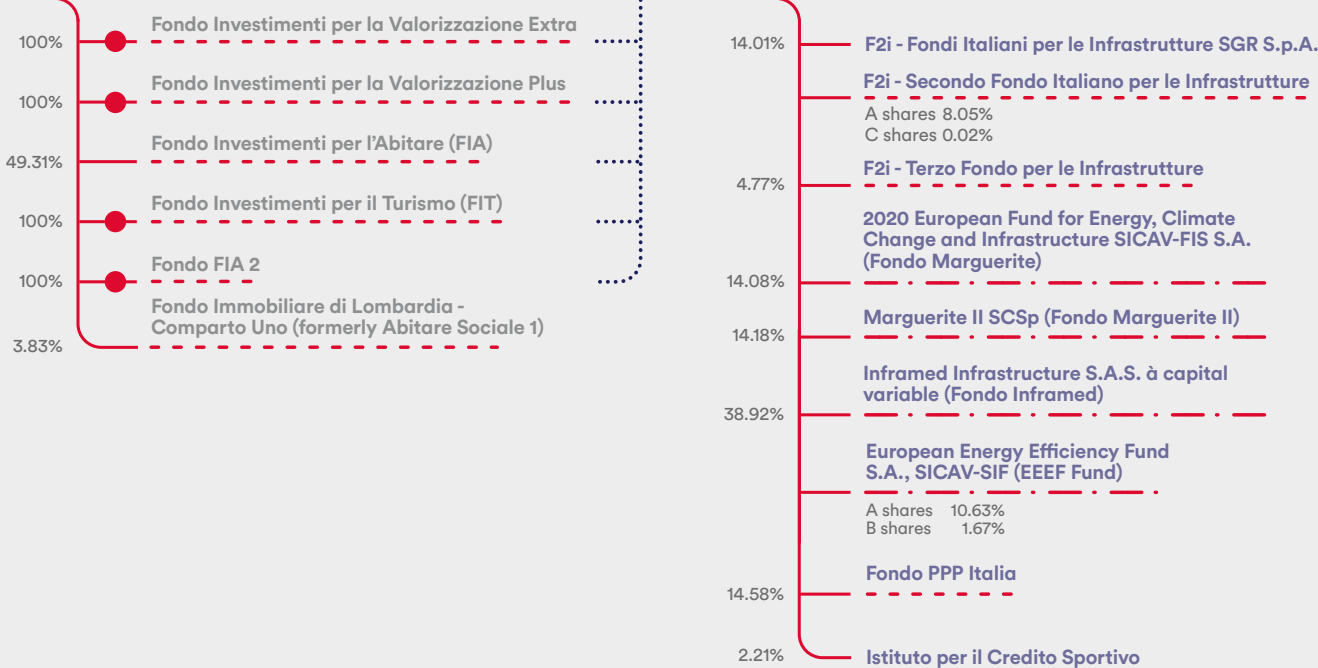 Fondo Investimenti per la Valorizzazione Extra
100%
Fondo Investimenti per la Valorizzazione Plus
100%
Fondo Investimenti per l’Abitare (FIA)
49.31%
Fondo Investimenti per il Turismo (FIT)
100%
Fondo FIA 2
100%
Fondo Immobiliare di Lombardia -
Comparto Uno (formerly Abitare Sociale 1)
3.83%
14.01%
F2i - Fondi Italiani per le Infrastrutture SGR S.p.A.
F2i - Secondo Fondo Italiano per le Infrastrutture
A shares 8.05%
C shares 0.02%
F2i - Terzo Fondo per le Infrastrutture
4.77%
2020 European Fund for Energy, Climate
Change and Infrastructure SICAV-FIS S.A.
(Fondo Marguerite)
14.08%
Marguerite II SCSp (Fondo Marguerite II)
14.18%
Inframed Infrastructure S.A.S. à capital
variable (Fondo Inframed)
38.92%
European Energy Efficiency Fund
S.A., SICAV-SIF (EEEF Fund)
A shares 10.63%
B shares 1.67%
Fondo PPP Italia
14.58%
2.21%
Istituto per il Credito Sportivo